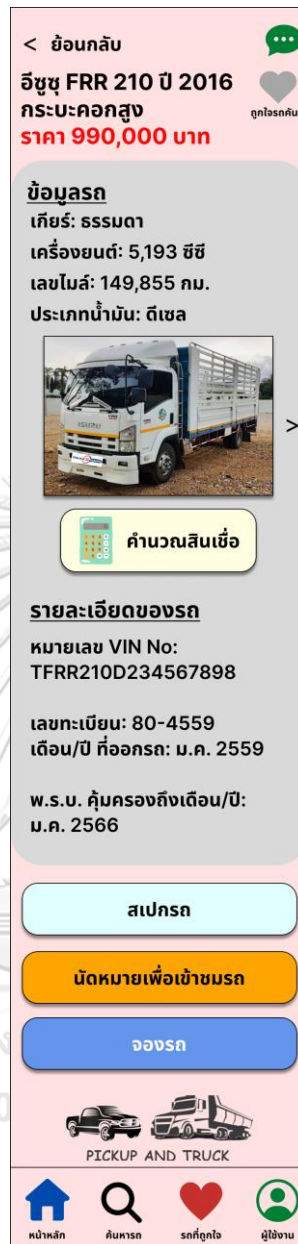 < ย้อนกลับ
อีซูซุ FRR 210 ปี 2016
กระบะคอกสูง
ถูกใจรถคัน
ราคา 990,000 บาท
ข้อมูลรถ
เกียร์: ธรรมดา
เครื่องยนต์: 5,193 ซีซี
เลขไมล์: 149,855 กม.
ประเภทน้ำมัน: ดีเซล
ISUZU
>
คำนวณสินเชื่อ
รายละเอียดของรถ
หมายเลข VIN No:
TFRR210D234567898
เลขทะเบียน: 80-4559
เดือน/ปี ที่ออกรถ: ม.ค. 2559
พ.ร.บ. คุ้มครองถึงเดือน/ปี:
ม.ค. 2566
สเปกรถ
นัดหมายเพื่อเข้าชมรถ
จองรถ
PICKUP AND TRUCK
หน้าหลัก ค้นหารถ รถที่ถูกใจ ผู้ใช้งาน